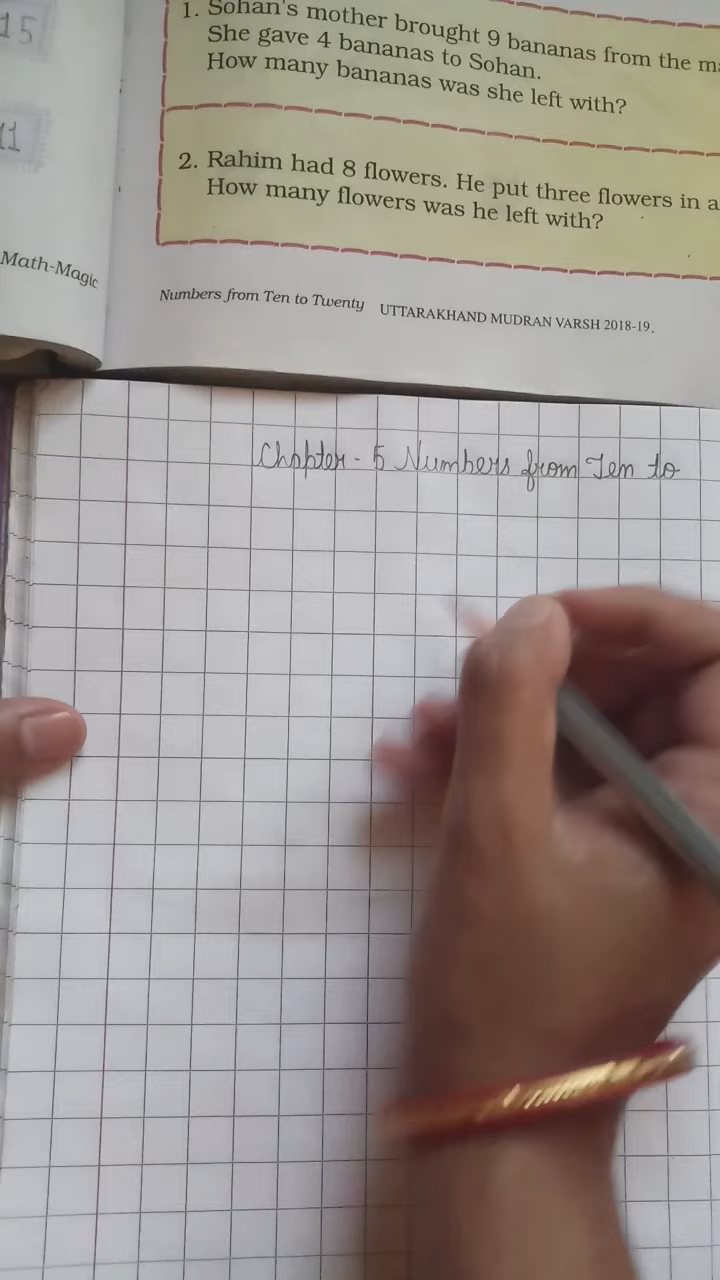 15
11
Math-Magic
1. Sohan's mother brought 9 bananas from the
She gave 4 bananas to Sohan.
How many bananas was she left with?
2. Rahim had 8 flowers. He put three flowers in a
How many flowers was he left with?
Numbers from Ten to Twenty UTTARAKHAND MUDRAN VARSH 2018-19.
Chapter - 5 Numbers from Ten to